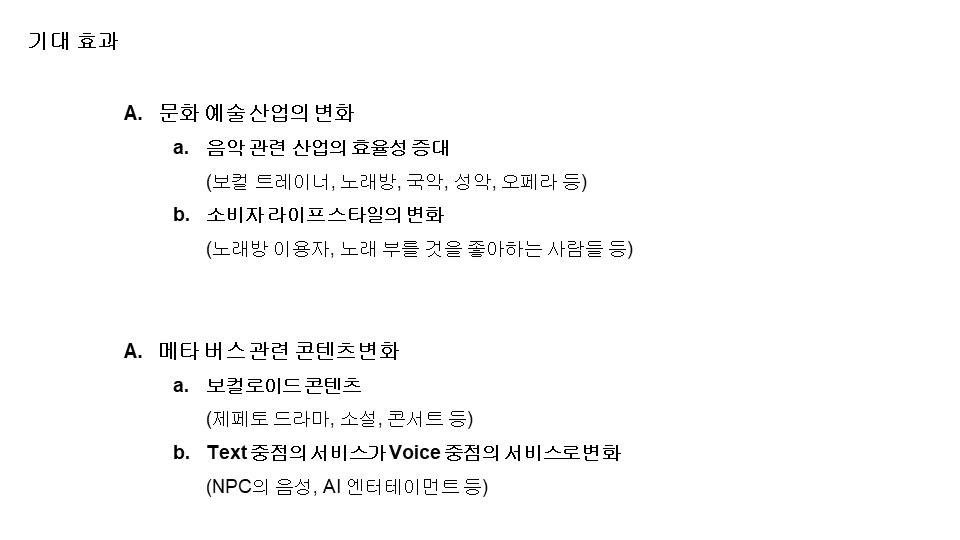 기대 효과
A. 문화 예술 산업의 변화
a. 음악 관련 산업의 효율성 증대
(보컬 트레이너, 노래방, 국악, 성악, 오페라 등)
b. 소비자 라이프 스타일의 변화
(노래방 이용자, 노래 부를 것을 좋아하는 사람들 등)
A. 메타 버스 관련 콘텐츠 변화
a. 보컬로이드 콘텐츠
(제페토 드라마, 소설, 콘서트 등)
b. Text 중점의 서비스가 Voice 중점의 서비스로 변화
(NPC의 음성, AI 엔터테이먼트 등)